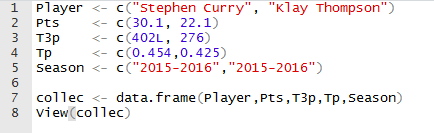 1 Player <- c("Stephen Curry", "Klay Thompson")
2 Pts <- c(30.1, 22.1)
3 T3p <- c(402L, 276)
4 Tp <- c(0.454,0.425)
5 Season <- c("2015-2016","2015-2016")
6
7 collec <- data.frame(Player,Pts,T3p,Tp,Season)
8 View(collec)